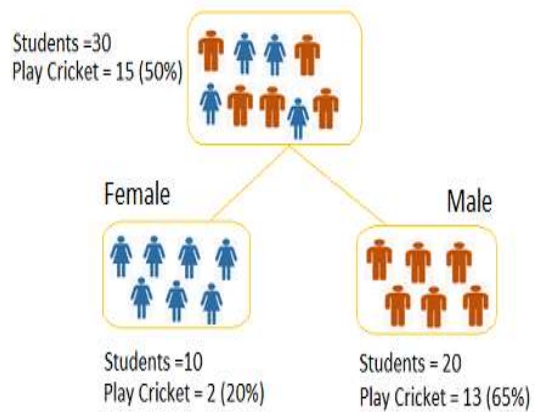 Students =30
Play Cricket = 15 (50%)
Female
Male
Students =10
Play Cricket = 2 (20%)
Students =20
Play Cricket = 13 (65%)